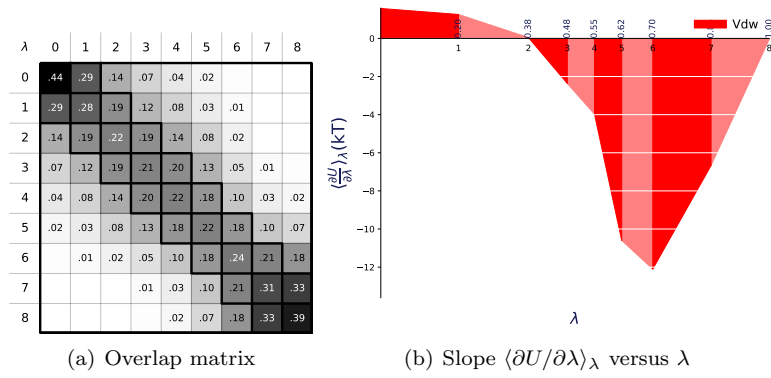 λ 0 1 2 3 4 5 6 7 8
0 .44 .29 .14 .07 .04 .02
1 .29 .28 .19 .12 .08 .03 .01
2 .14 .19 .22 .19 .14 .08 .02
3 .07 .12 .19 .21 .20 .13 .05 .01
4 .04 .08 .14 .20 .22 .18 .10 .03 .02
5 .02 .03 .08 .13 .18 .22 .18 .10 .07
6 .01 .02 .05 .10 .18 .24 .21 .18
7 .01 .03 .10 .21 .31 .33
8 .02 .07 .18 .33 .39
(a) Overlap matrix
Vdw
0.20 0.38 0.48 0.55 0.62 0.70
1 2 3 4 5 6 8
0
−2
−4
−6
−8
−10
−12
⟨∂U/∂λ⟩λ(kT)
λ
(b) Slope ⟨∂U/∂λ⟩λ versus λ